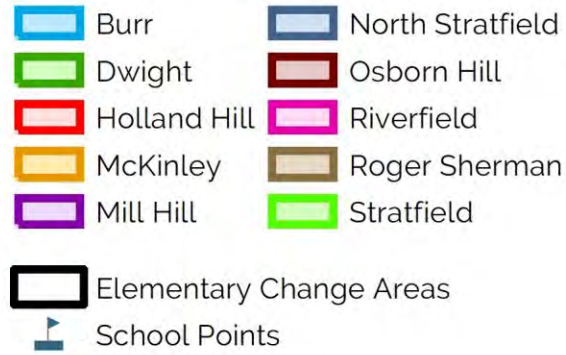 Burr
Dwight
Holland Hill
McKinley
Mill Hill
North Stratfield
Osborn Hill
Riverfield
Roger Sherman
Stratfield
Elementary Change Areas
School Points